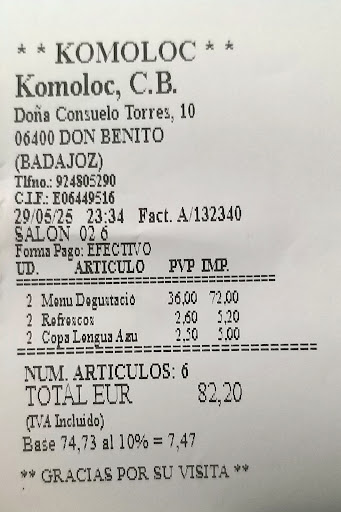 * * KOMOLOC * *
Komoloc, C.B.
Doña Consuelo Torres, 10
06400 DON BENITO
(BADAJOZ)
Tlfno.: 924805290
C.I.F.: E06449516
29/05/25 23:34 Fact. A/132340
SALON 02 6
Forma Pago: EFECTIVO
UD. ARTICULO PVP IMP.
================================
2 Menu Degustació 36,00 72,00
2 Refrescos 2,60 5,20
2 Copa Lengua Azu 2,50 5,00
================================
NUM. ARTICULOS: 6
TOTAL EUR 82,20
(IVA Incluido)
Base 74,73 al 10% = 7,47
** GRACIAS POR SU VISITA **